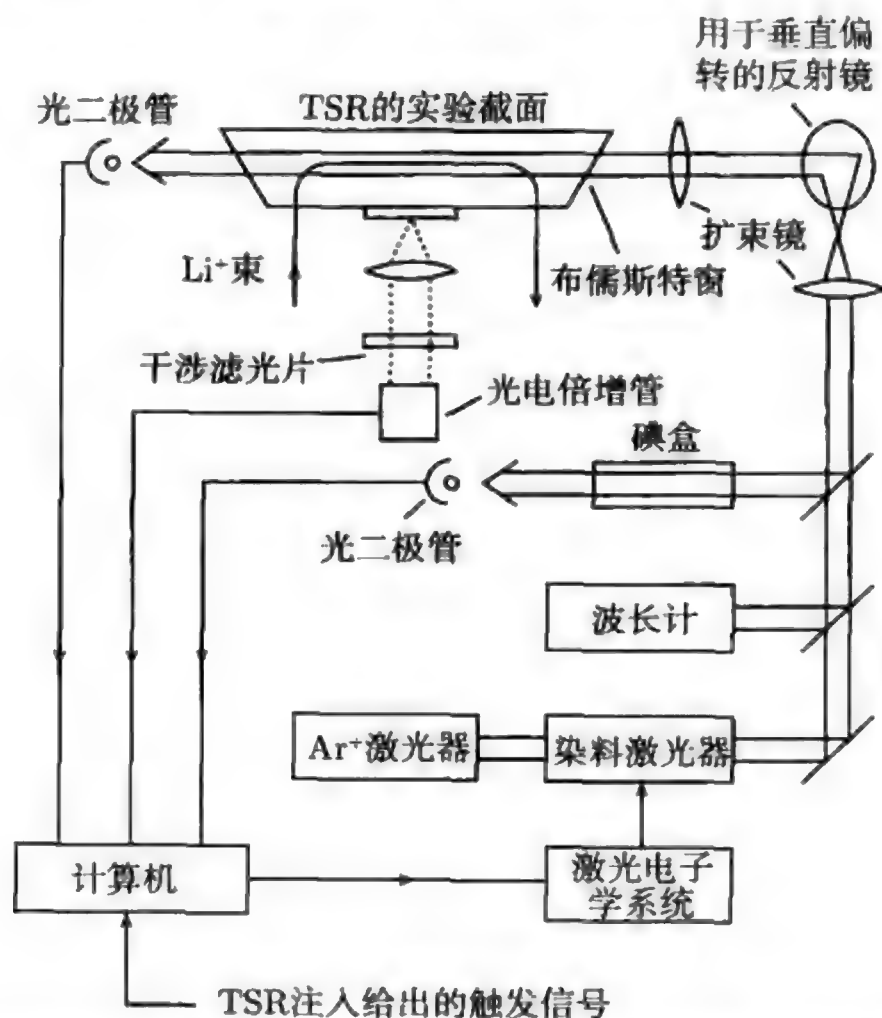 用于垂直偏
转的反射镜
光二极管
TSR的实验截面
扩束镜
Li⁺束
布儒斯特窗
干涉滤光片
光电倍增管
碘盒
光二极管
波长计
Ar⁺激光器
染料激光器
计算机
激光电子
学系统
TSR注入给出的触发信号